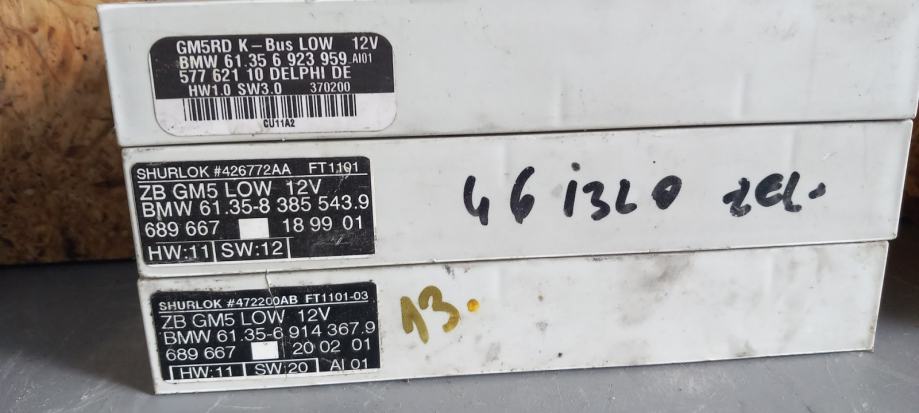 GM5RD K-Bus LOW 12V
BMW 61.35 6 923 959 AI01
577 621 10 DELPHI DE
HW1.0 SW3.0 370200
CU11A2
SHURLOK #426772AA FT1101
ZB GM5 LOW 12V
BMW 61.35-8 385 543.9
689 667 18 99 01
HW:11 SW:12
46 i3L0
SHURLOK #472200AB FT1101-03
ZB GM5 LOW 12V
BMW 61.35-6 914 367.9
689 667 20 02 01
HW:11 SW:20 AI 01
13.